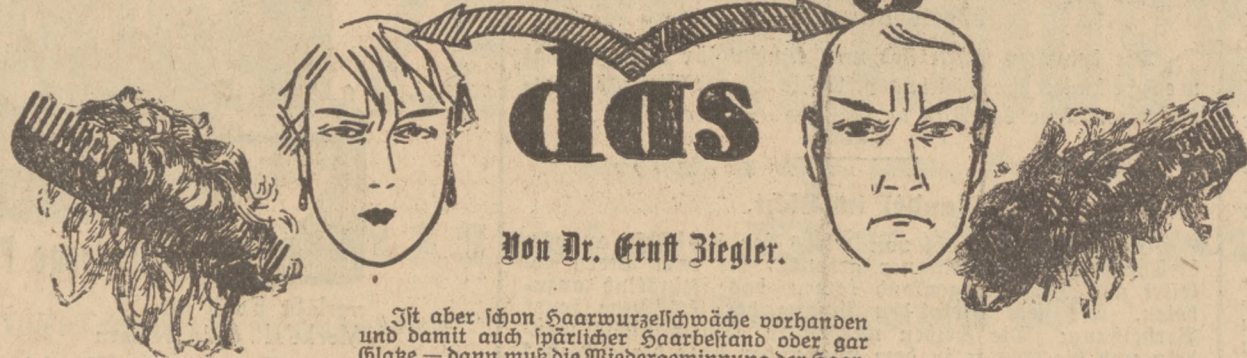 das
Von Dr. Ernst Ziegler.
Ist aber schon Haarwurzelschwäche vorhanden
und damit auch spärlicher Haarbestand oder gar
Glatze — dann muß die Wiedergewinnung der Haar-